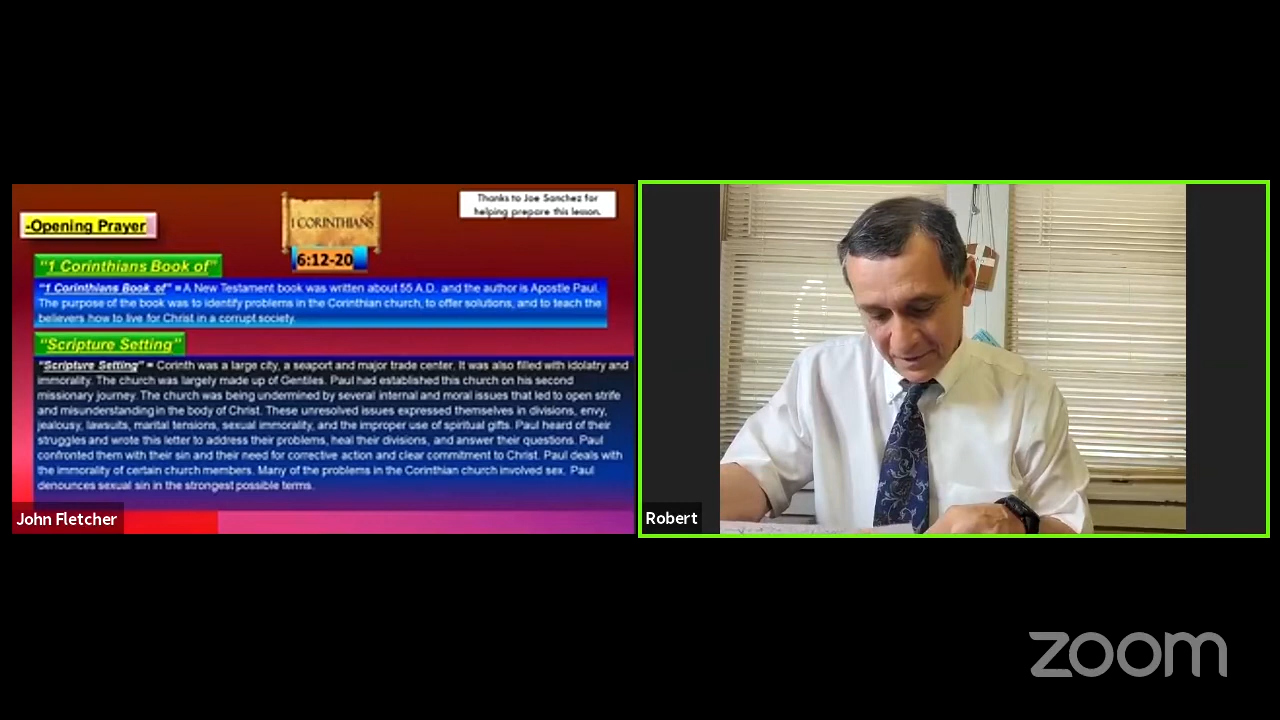 Thanks to Joe Sanchez for
helping prepare this lesson.
1 CORINTHIANS
-Opening Prayer
6:12-20
"1 Corinthians Book of"
"1 Corinthians Book of" = A New Testament book was written about 55 A.D. and the author is Apostle Paul.
The purpose of the book was to identify problems in the Corinthian church, to offer solutions, and to teach the
believers how to live for Christ in a corrupt society.
"Scripture Setting"
"Scripture Setting" = Corinth was a large city, a seaport and major trade center. It was also filled with idolatry and
immorality. The church was largely made up of Gentiles. Paul had established this church on his second
missionary journey. The church was being undermined by several internal and moral issues that led to open strife
and misunderstanding in the body of Christ. These unresolved issues expressed themselves in divisions, envy,
jealousy, lawsuits, marital tensions, sexual immorality, and the improper use of spiritual gifts. Paul heard of their
struggles and wrote this letter to address their problems, heal their divisions, and answer their questions. Paul
confronted them with their sin and their need for corrective action and clear commitment to Christ. Paul deals with
the immorality of certain church members. Many of the problems in the Corinthian church involved sex. Paul
denounces sexual sin in the strongest possible terms.
John Fletcher
Robert
zoom